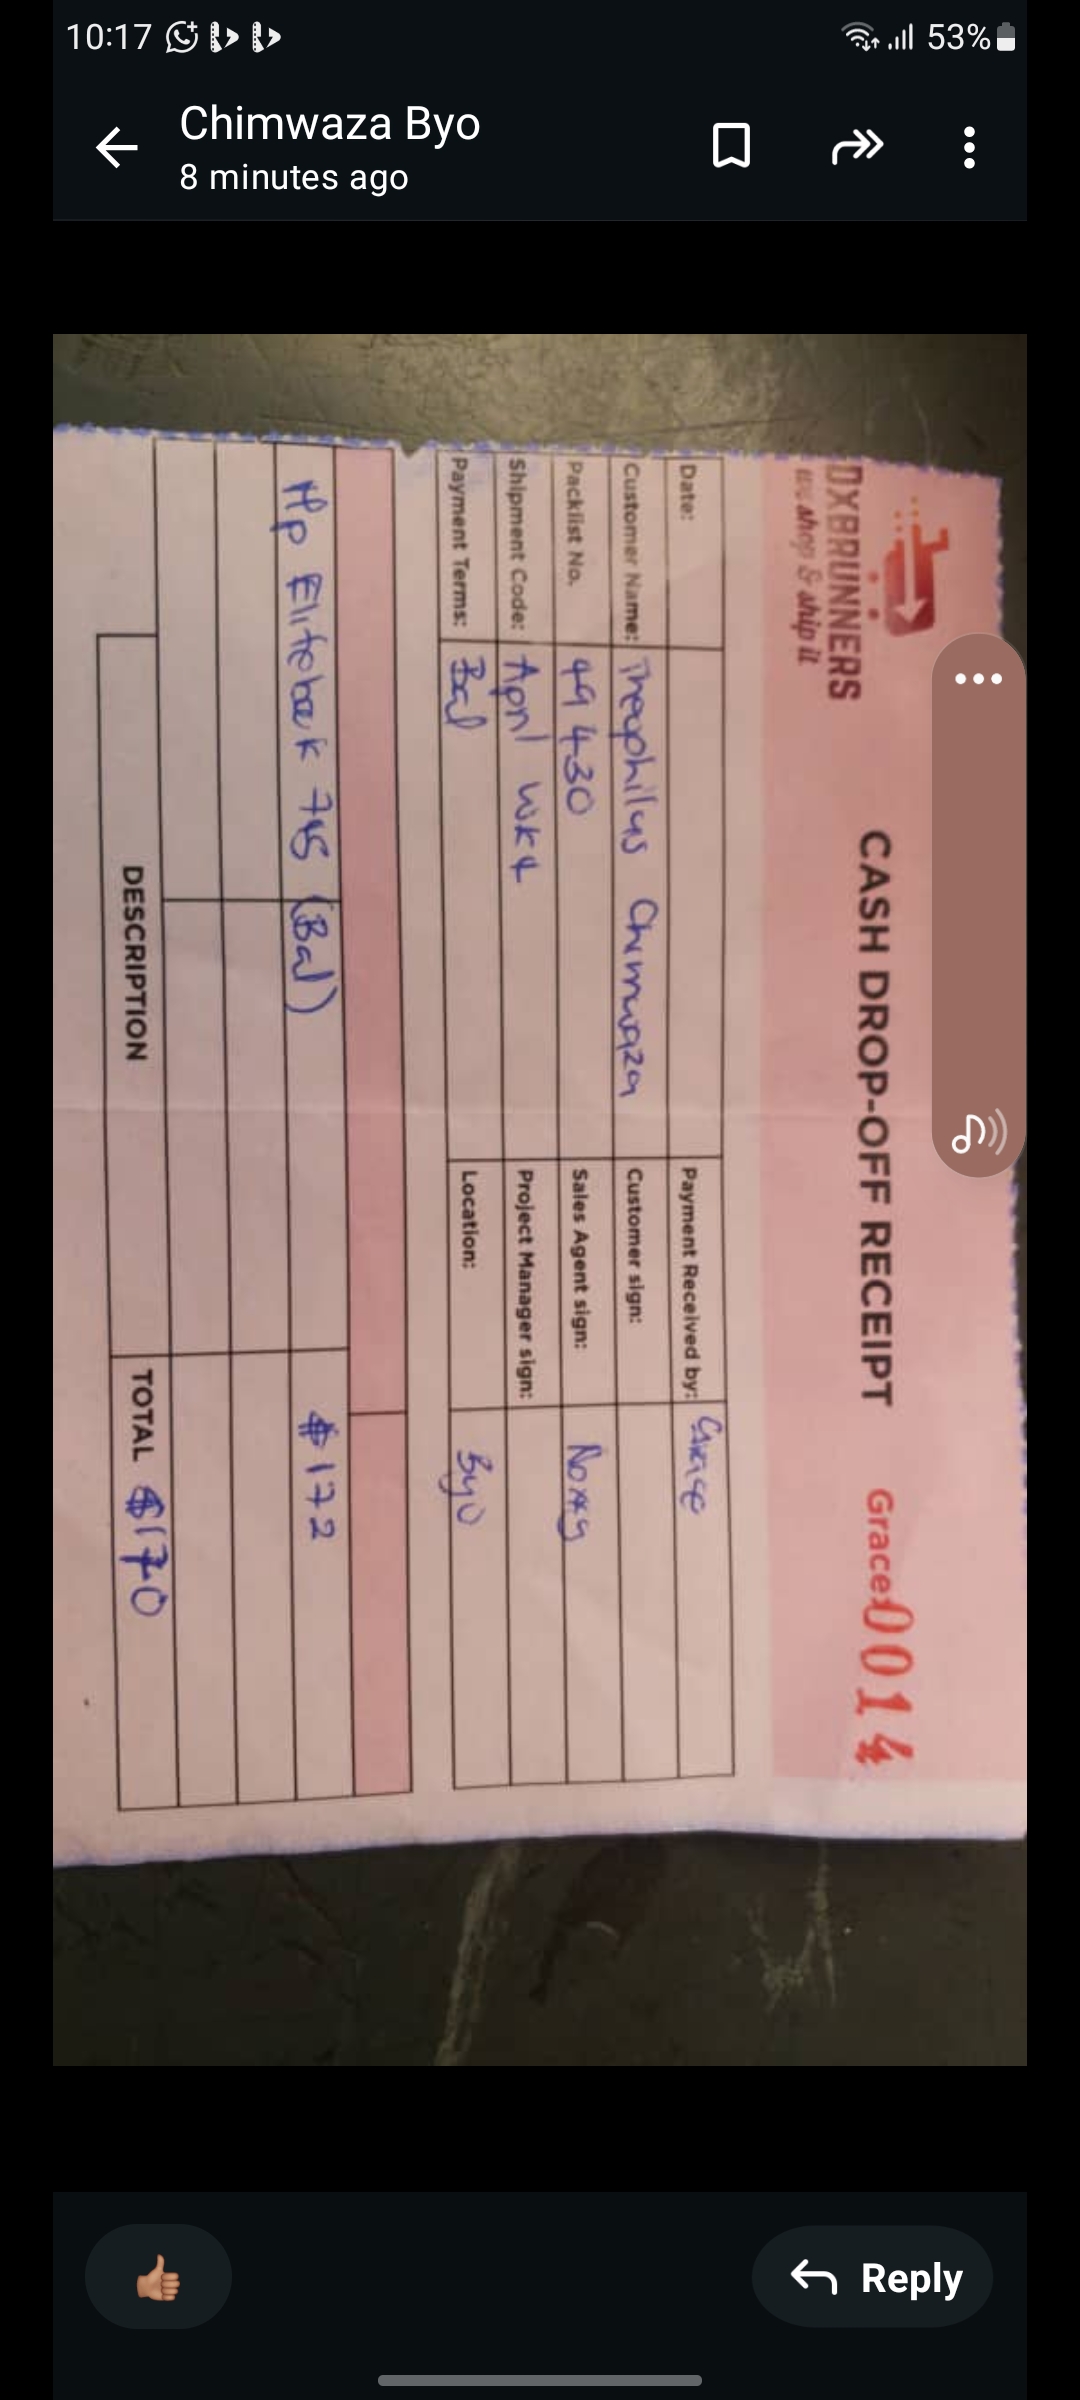 10:17
53%
Chimwaza Byo
8 minutes ago
DXBRUNNERS
we shop & ship it
CASH DROP-OFF RECEIPT
Grace
0014
Date:
Payment Received by: Grace
Customer Name: Theophilus Chimwaza
Customer sign:
Packlist No. 49430
Sales Agent sign:
Shipment Code: April WK4
Project Manager sign:
Payment Terms: Bal
Location: Byo
Hp Elitebook 745 (Bal) $172
DESCRIPTION
TOTAL $170
Reply